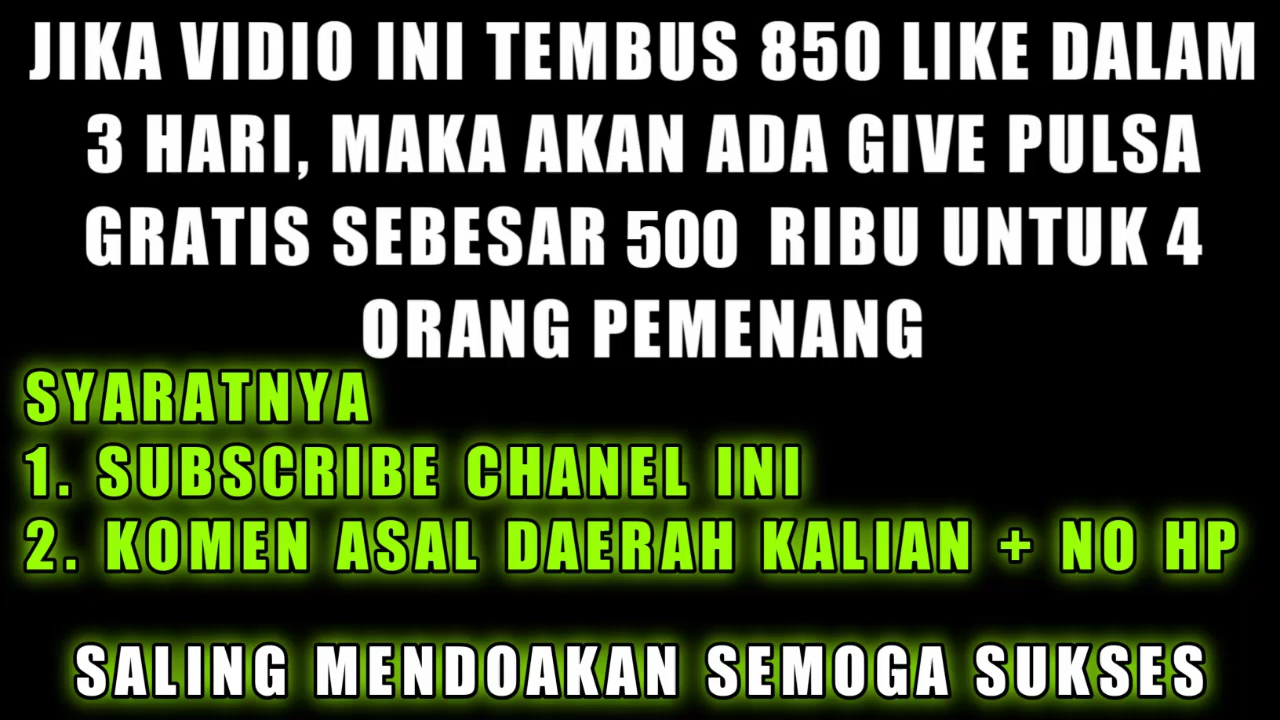 JIKA VIDIO INI TEMBUS 850 LIKE DALAM
3 HARI, MAKA AKAN ADA GIVE PULSA
GRATIS SEBESAR 500 RIBU UNTUK 4
ORANG PEMENANG
SYARATNYA
1. SUBSCRIBE CHANEL INI
2. KOMEN ASAL DAERAH KALIAN + NO HP
SALING MENDOAKAN SEMOGA SUKSES